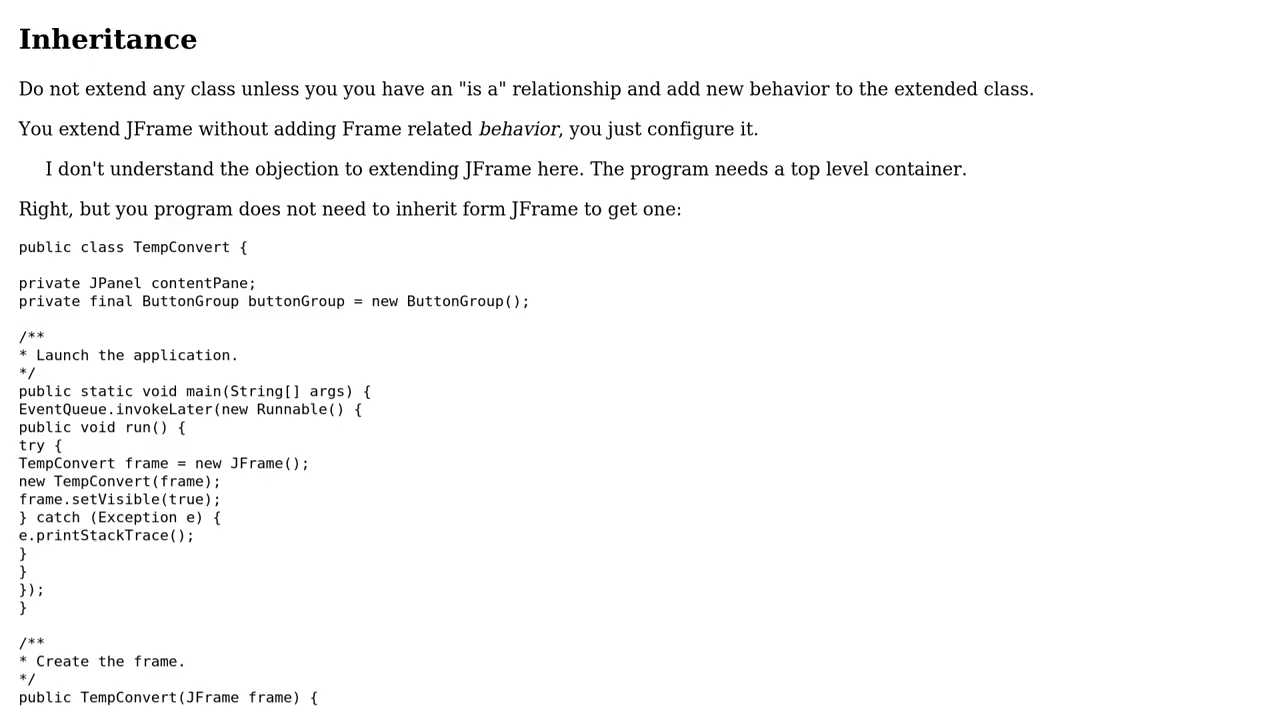 Inheritance
Do not extend any class unless you you have an "is a" relationship and add new behavior to the extended class.
You extend JFrame without adding Frame related behavior, you just configure it.
I don't understand the objection to extending JFrame here. The program needs a top level container.
Right, but you program does not need to inherit form JFrame to get one:
public class TempConvert {
private JPanel contentPane;
private final ButtonGroup buttonGroup = new ButtonGroup();
/**
* Launch the application.
*/
public static void main(String[] args) {
EventQueue.invokeLater(new Runnable() {
public void run() {
try {
TempConvert frame = new JFrame();
new TempConvert(frame);
frame.setVisible(true);
} catch (Exception e) {
e.printStackTrace();
}
}
});
}
/**
* Create the frame.
*/
public TempConvert(JFrame frame) {